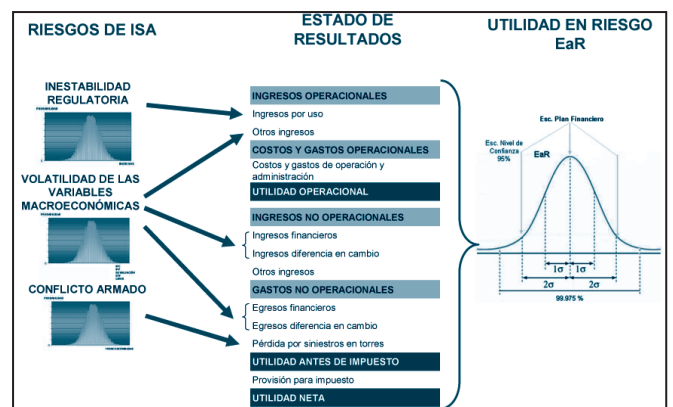 RIESGOS DE ISA
ESTADO DE
RESULTADOS
UTILIDAD EN RIESGO
EaR
INESTABILIDAD
REGULATORIA
VOLATILIDAD DE LAS
VARIABLES
MACROECONÓMICAS
CONFLICTO ARMADO
INGRESOS OPERACIONALES
Ingresos por uso
Otros ingresos
COSTOS Y GASTOS OPERACIONALES
Costos y gastos de operación y
administración
UTILIDAD OPERACIONAL
INGRESOS NO OPERACIONALES
Ingresos financieros
Ingresos diferencia en cambio
Otros ingresos
GASTOS NO OPERACIONALES
Egresos financieros
Egresos diferencia en cambio
Pérdida por siniestros en torres
UTILIDAD ANTES DE IMPUESTO
Provisión para impuesto
UTILIDAD NETA
Esc. Plan Financiero
Esc. Nivel de
Confianza
95%
EaR
1σ 1σ
2σ 2σ
99.975 %